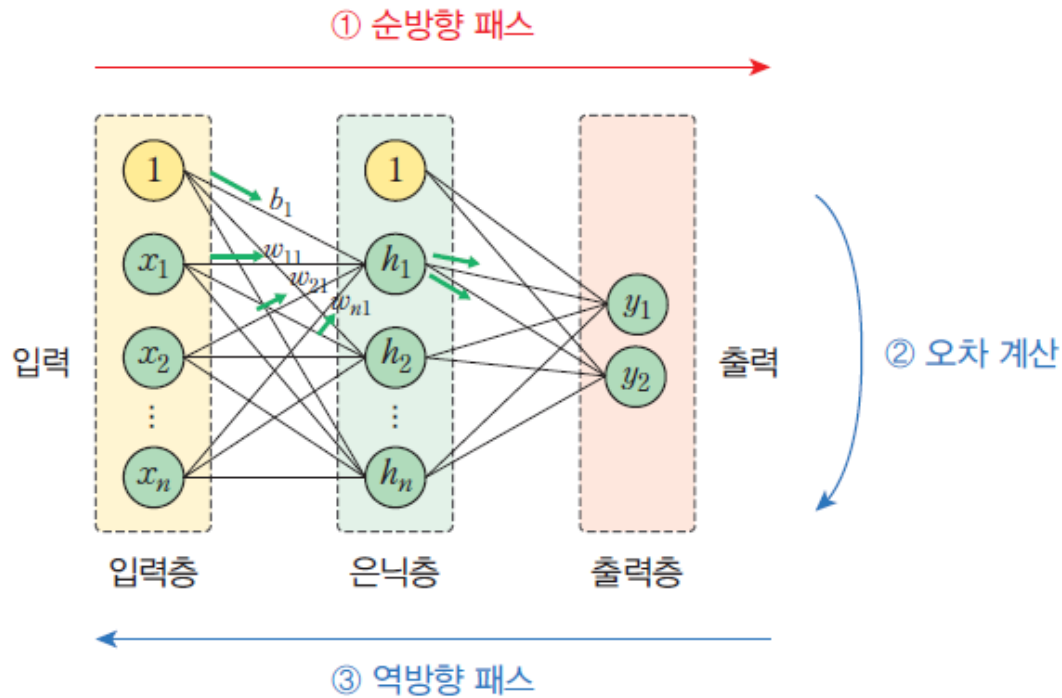 ① 순방향 패스
1 1
b₁
x₁ w₁₁ h₁
w₂₁ wₙ₁
y₁
입력 x₂ h₂ y₂ 출력 ② 오차 계산
⋮ ⋮
xₙ hₙ
입력층 은닉층 출력층
③ 역방향 패스